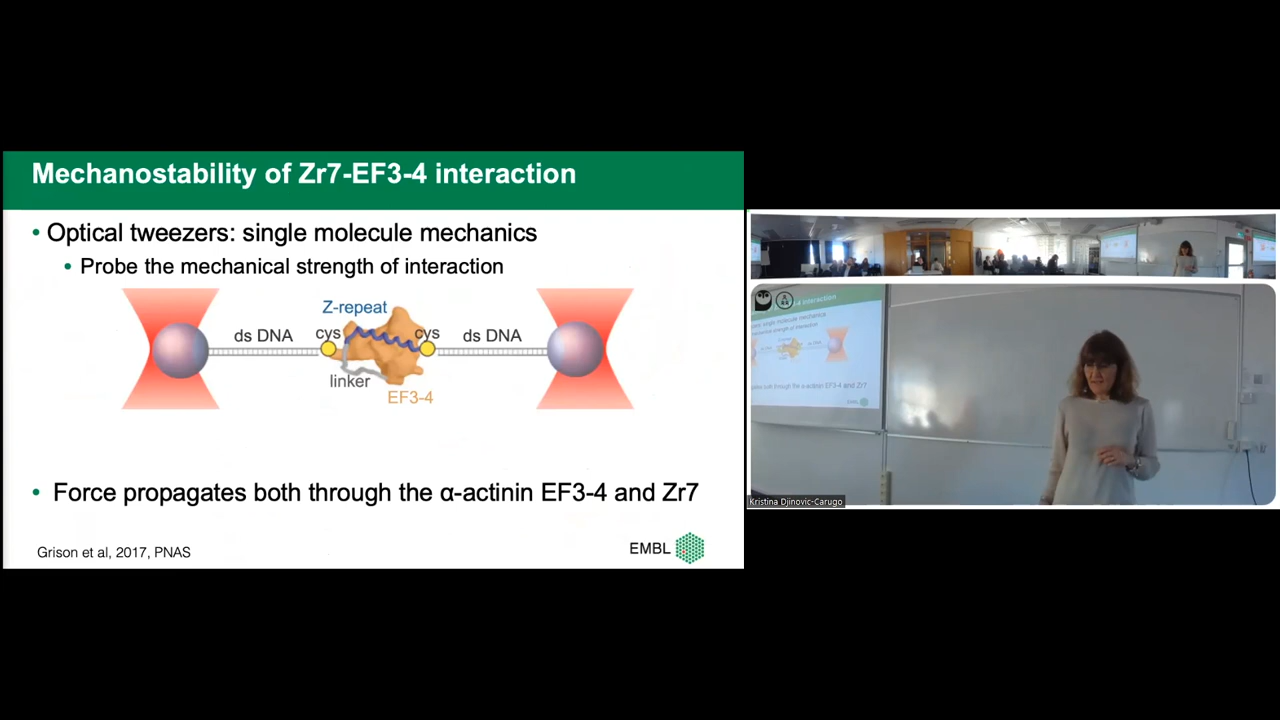 Mechanostability of Zr7-EF3-4 interaction
• Optical tweezers: single molecule mechanics
• Probe the mechanical strength of interaction
Z-repeat
ds DNA
cys
cys
ds DNA
linker
EF3-4
• Force propagates both through the α-actinin EF3-4 and Zr7
Grison et al, 2017, PNAS
EMBL
Kristina Djinovic-Carugo